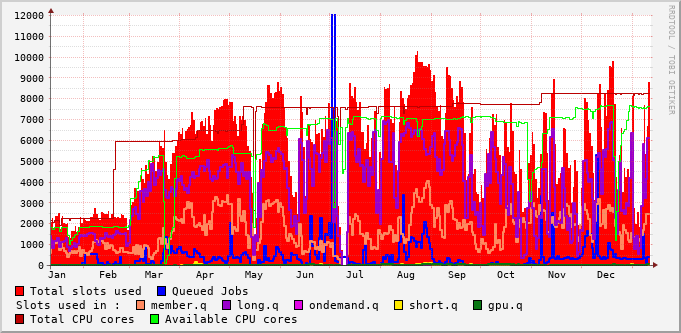 12000
11000
10000
9000
8000
7000
6000
5000
4000
3000
2000
1000
0
Jan Feb Mar Apr May Jun Jul Aug Sep Oct Nov Dec
Total slots used Queued Jobs
Slots used in : member.q long.q ondemand.q short.q gpu.q
Total CPU cores Available CPU cores
RRDTOOL / TOBI OETIKER